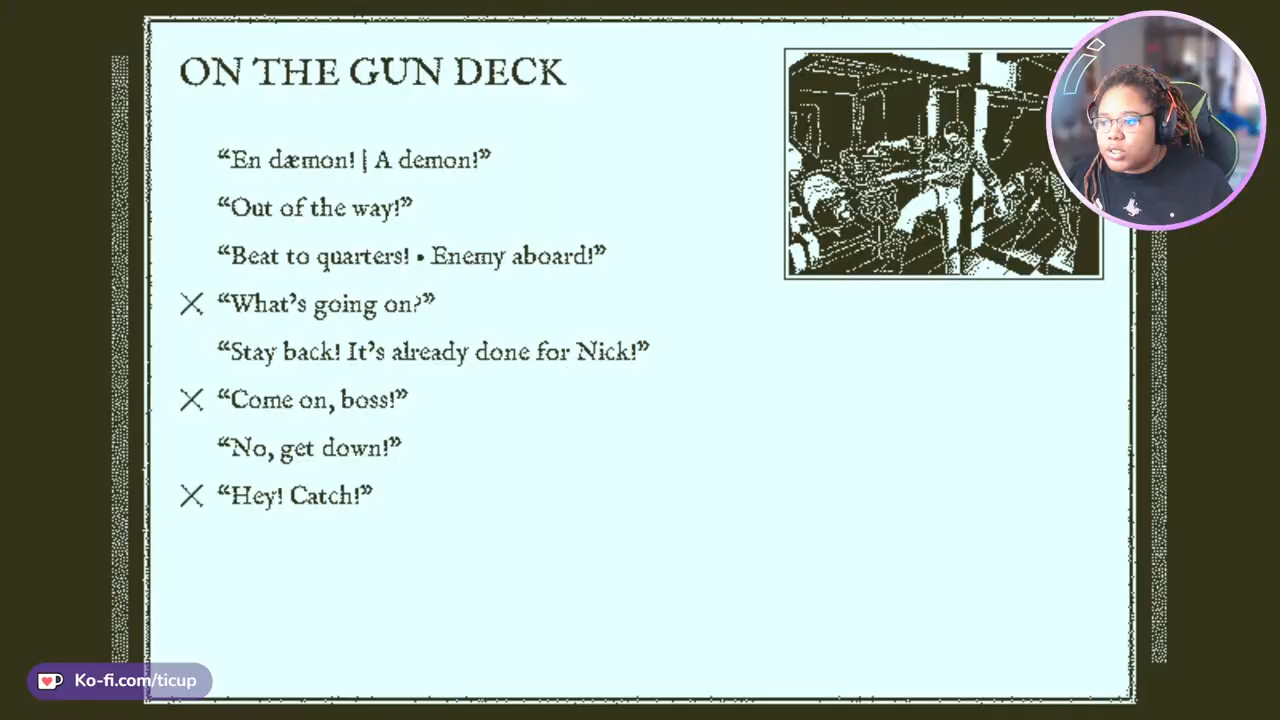 ON THE GUN DECK
“En dæmon! | A demon!”
“Out of the way!”
“Beat to quarters! • Enemy aboard!”
“What’s going on?”
“Stay back! It’s already done for Nick!”
“Come on, boss!”
“No, get down!”
“Hey! Catch!”
Ko-fi.com/ticup